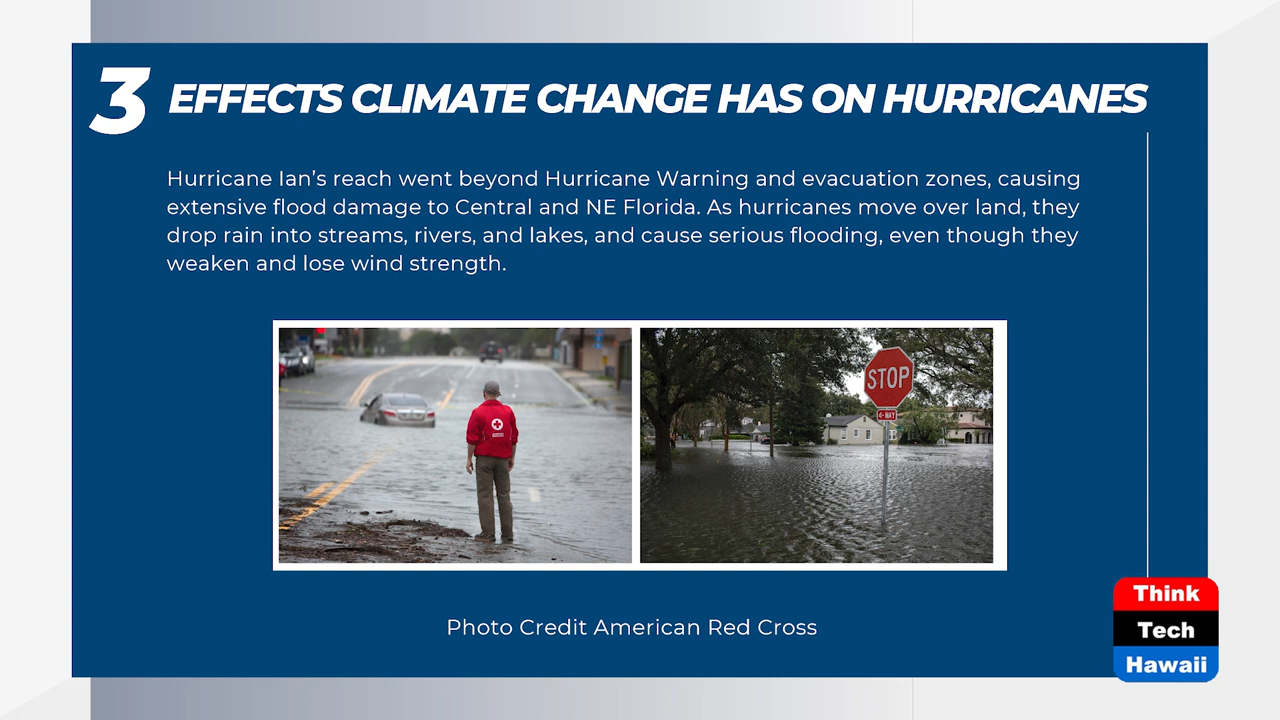 3 EFFECTS CLIMATE CHANGE HAS ON HURRICANES
Hurricane Ian’s reach went beyond Hurricane Warning and evacuation zones, causing
extensive flood damage to Central and NE Florida. As hurricanes move over land, they
drop rain into streams, rivers, and lakes, and cause serious flooding, even though they
weaken and lose wind strength.
STOP
4-WAY
Photo Credit American Red Cross
Think
Tech
Hawaii